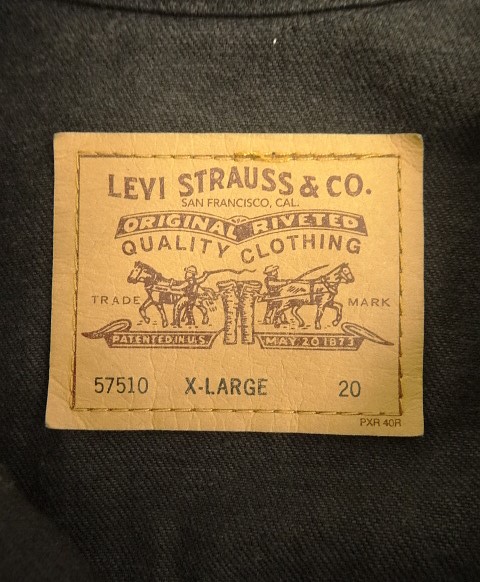 LEVI STRAUSS & CO.
SAN FRANCISCO, CAL.
ORIGINAL RIVETED
QUALITY CLOTHING
TRADE MARK
PATENTED IN U.S. MAY 20 1873
57510 X-LARGE 20
PXR 40R